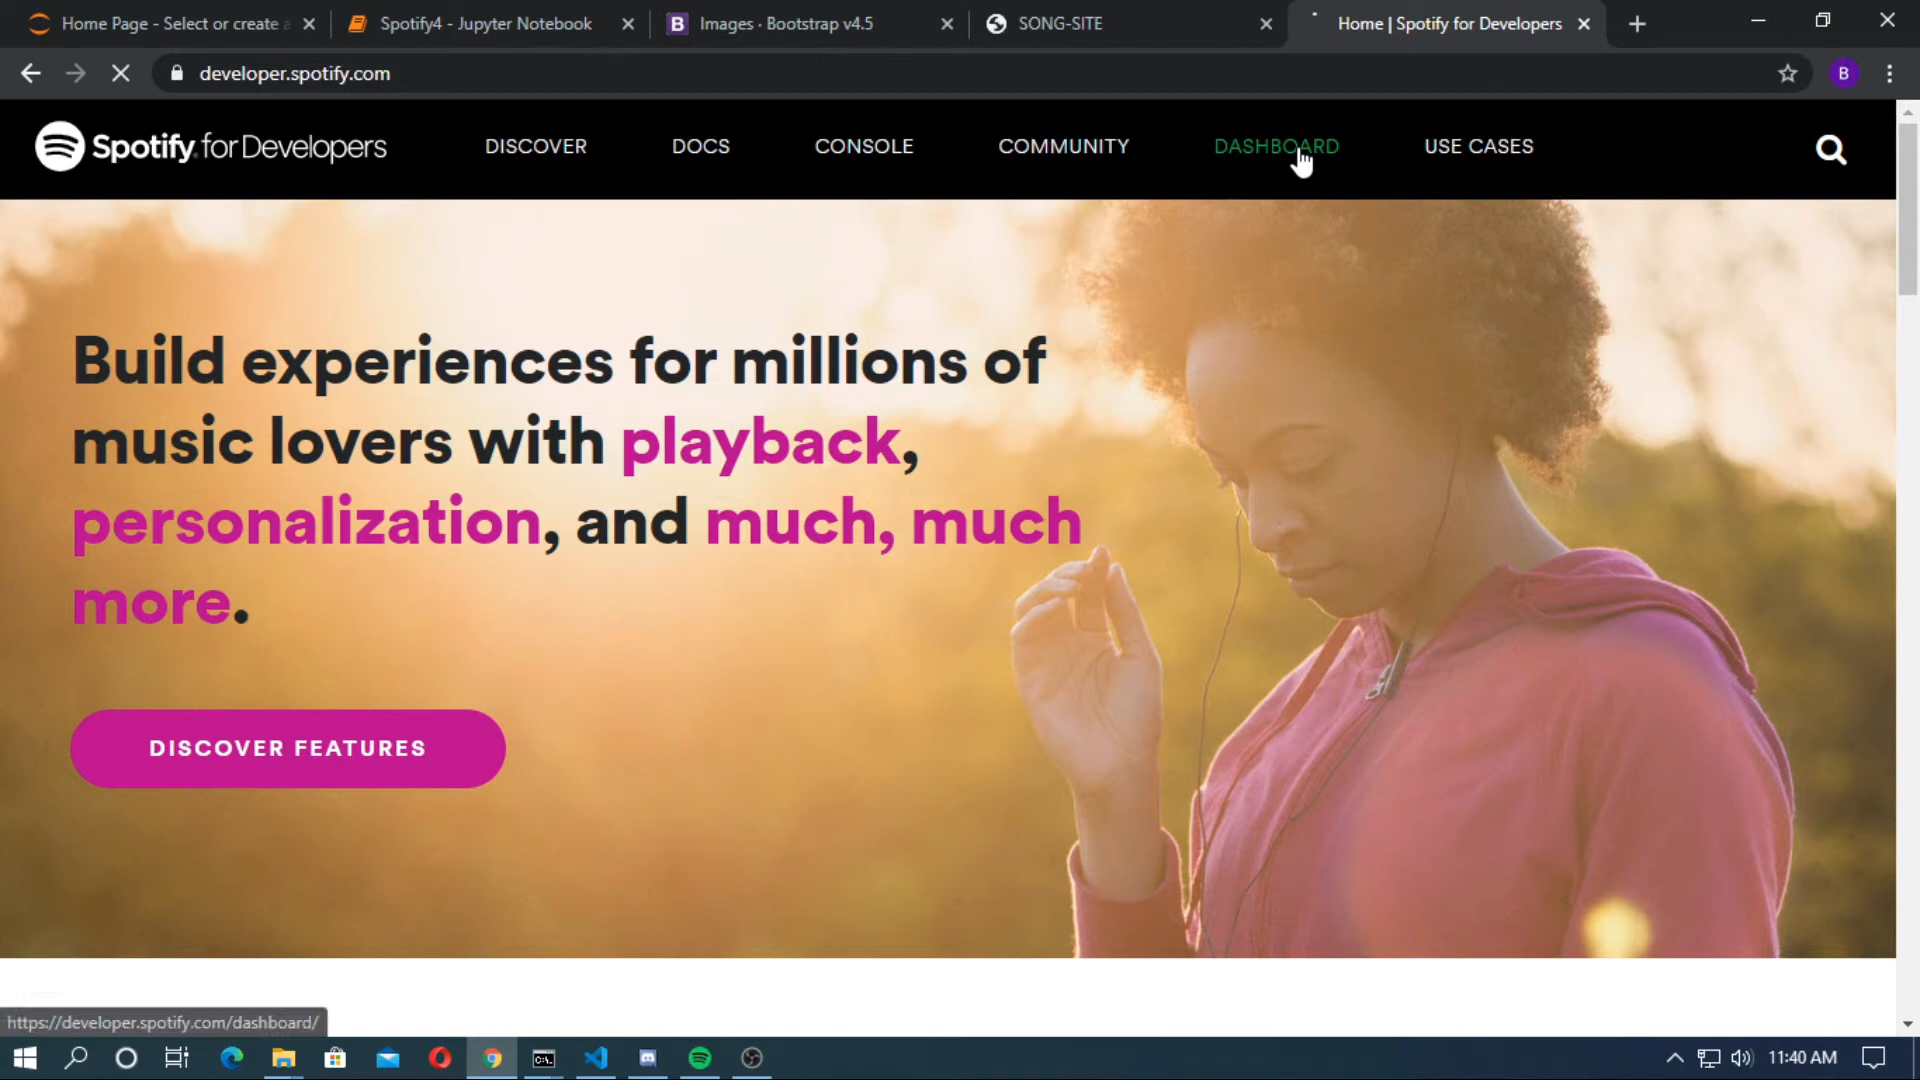 Home Page - Select or create a
Spotify4 - Jupyter Notebook
B
Images · Bootstrap v4.5
SONG-SITE
Home | Spotify for Developers
developer.spotify.com
B
Spotify for Developers
DISCOVER
DOCS
CONSOLE
COMMUNITY
DASHBOARD
USE CASES
Build experiences for millions of
music lovers with playback,
personalization, and much, much
more.
DISCOVER FEATURES
https://developer.spotify.com/dashboard/
11:40 AM